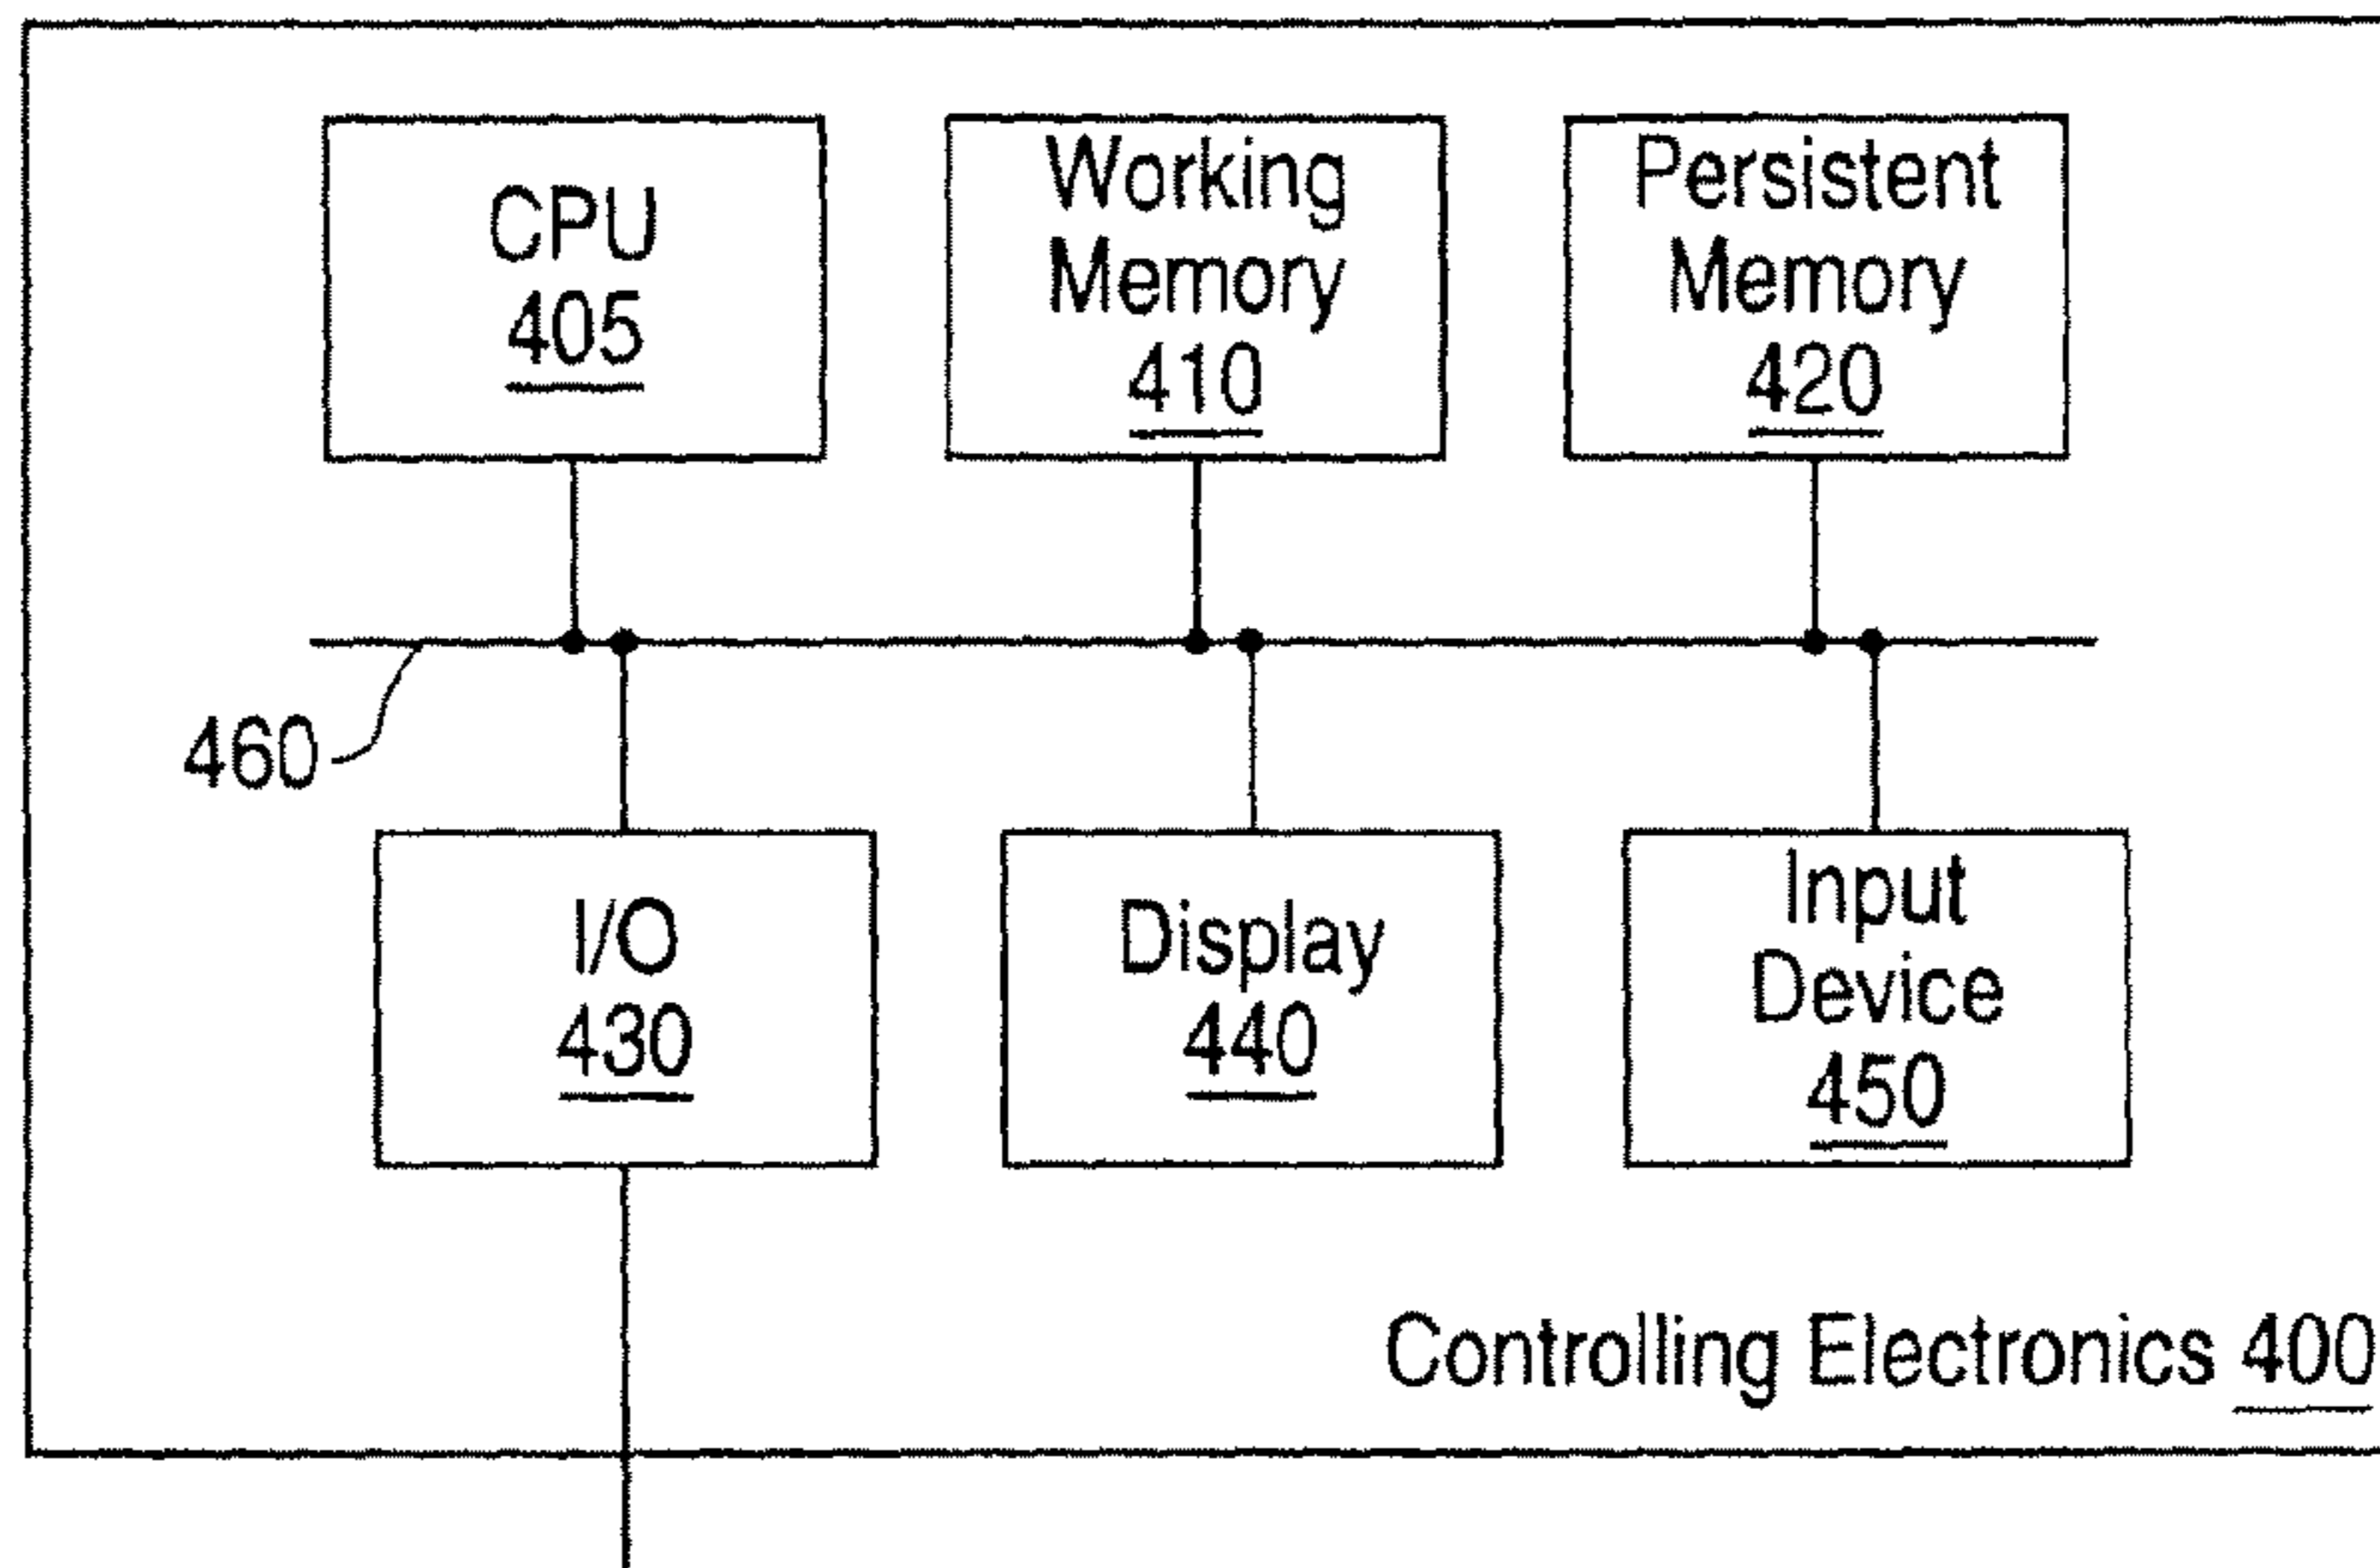 CPU
405
Working
Memory
410
Persistent
Memory
420
460
I/O
430
Display
440
Input
Device
450
Controlling Electronics 400